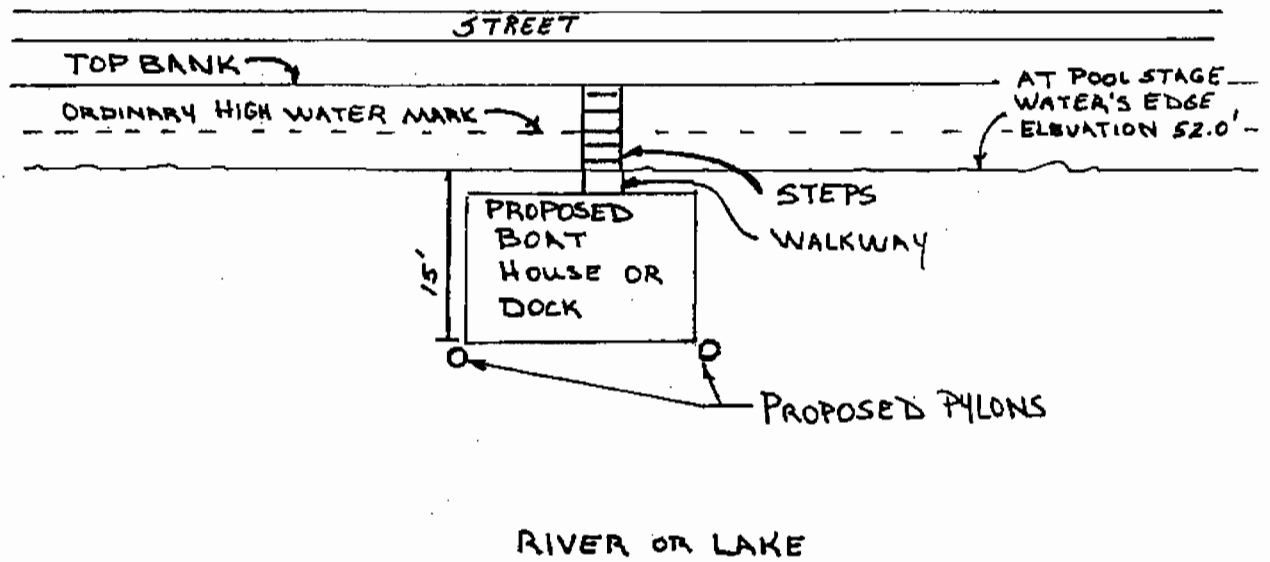 STREET
TOP BANK
ORDINARY HIGH WATER MARK
AT POOL STAGE
WATER'S EDGE
ELEVATION 52.0'
STEPS
WALKWAY
PROPOSED
BOAT
HOUSE OR
DOCK
15'
PROPOSED PYLONS
RIVER OR LAKE